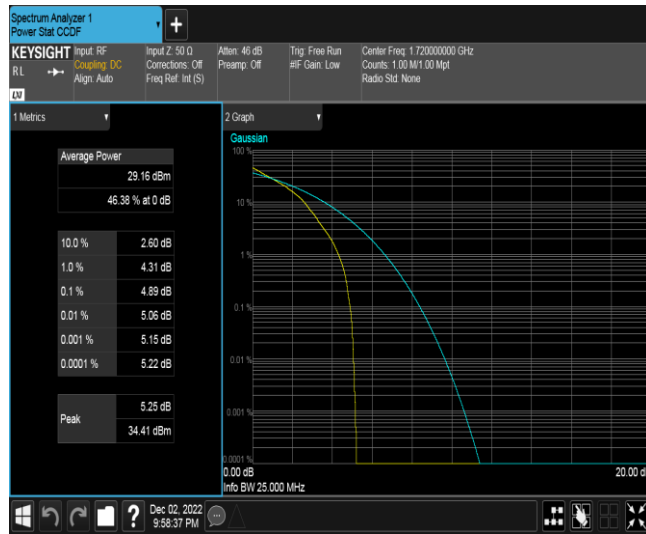 Spectrum Analyzer 1
Power Stat CCDF
+
KEYSIGHT
RL
LXI
Input: RF
Coupling: DC
Align: Auto
Input Z: 50 Ω
Corrections: Off
Freq Ref: Int (S)
Atten: 46 dB
Preamp: Off
Trig: Free Run
#IF Gain: Low
Center Freq: 1.720000000 GHz
Counts: 1.00 M/1.00 Mpt
Radio Std: None
1 Metrics
Average Power
29.16 dBm
46.38 % at 0 dB
10.0 % 2.60 dB
1.0 % 4.31 dB
0.1 % 4.89 dB
0.01 % 5.06 dB
0.001 % 5.15 dB
0.0001 % 5.22 dB
Peak
5.25 dB
34.41 dBm
2 Graph
Gaussian
100 %
10 %
1 %
0.1 %
0.01 %
0.001 %
0.0001 %
0.00 dB 20.00 d
Info BW 25.000 MHz
?
Dec 02, 2022
9:58:37 PM